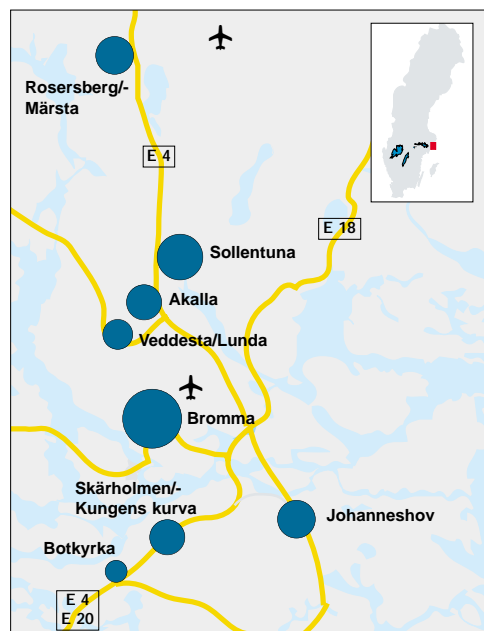 Rosersberg/-
Märsta
E 4
E 18
Sollentuna
Akalla
Veddesta/Lunda
Bromma
Skärholmen/-
Kungens kurva
Johanneshov
Botkyrka
E 4
E 20